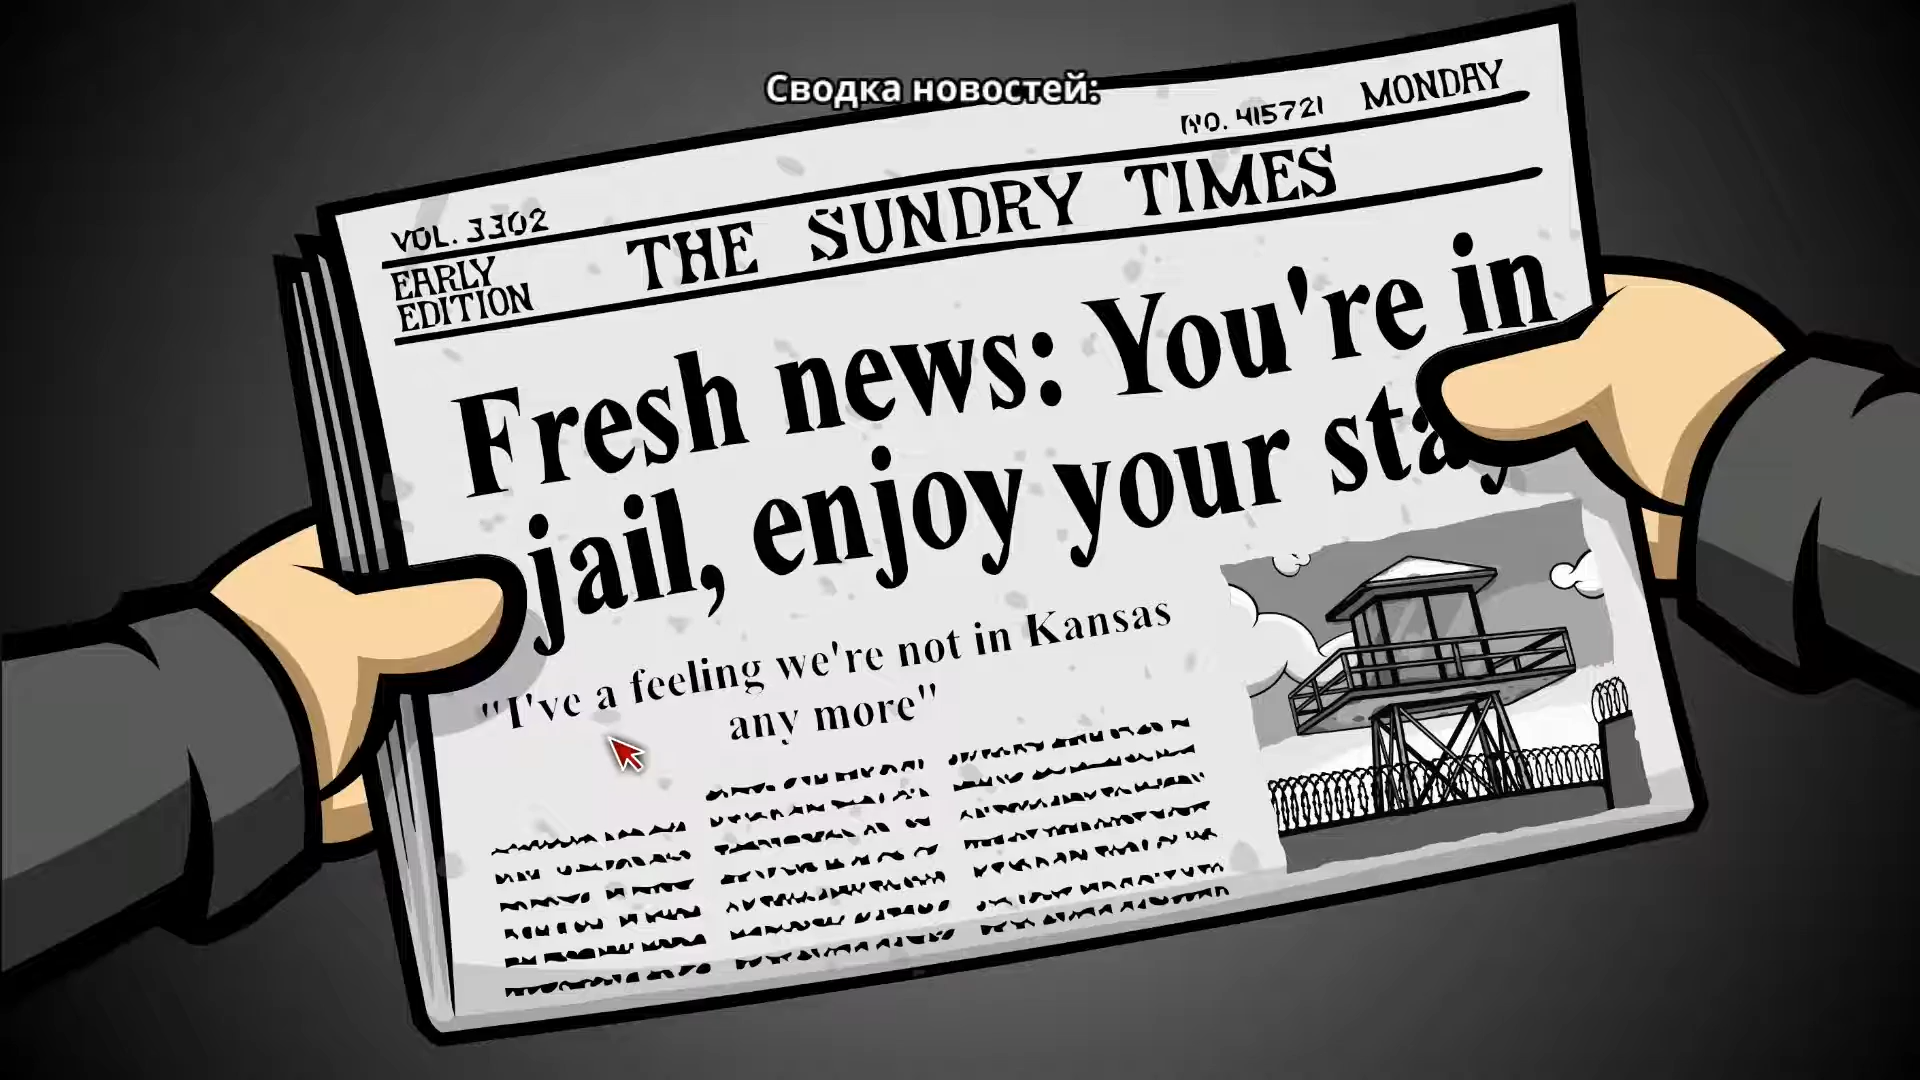 Сводка новостей:
NO. 415721 MONDAY
VOL. 3302
THE SUNDRY TIMES
EARLY
EDITION
Fresh news: You're in
jail, enjoy your stay
"I've a feeling we're not in Kansas
any more"